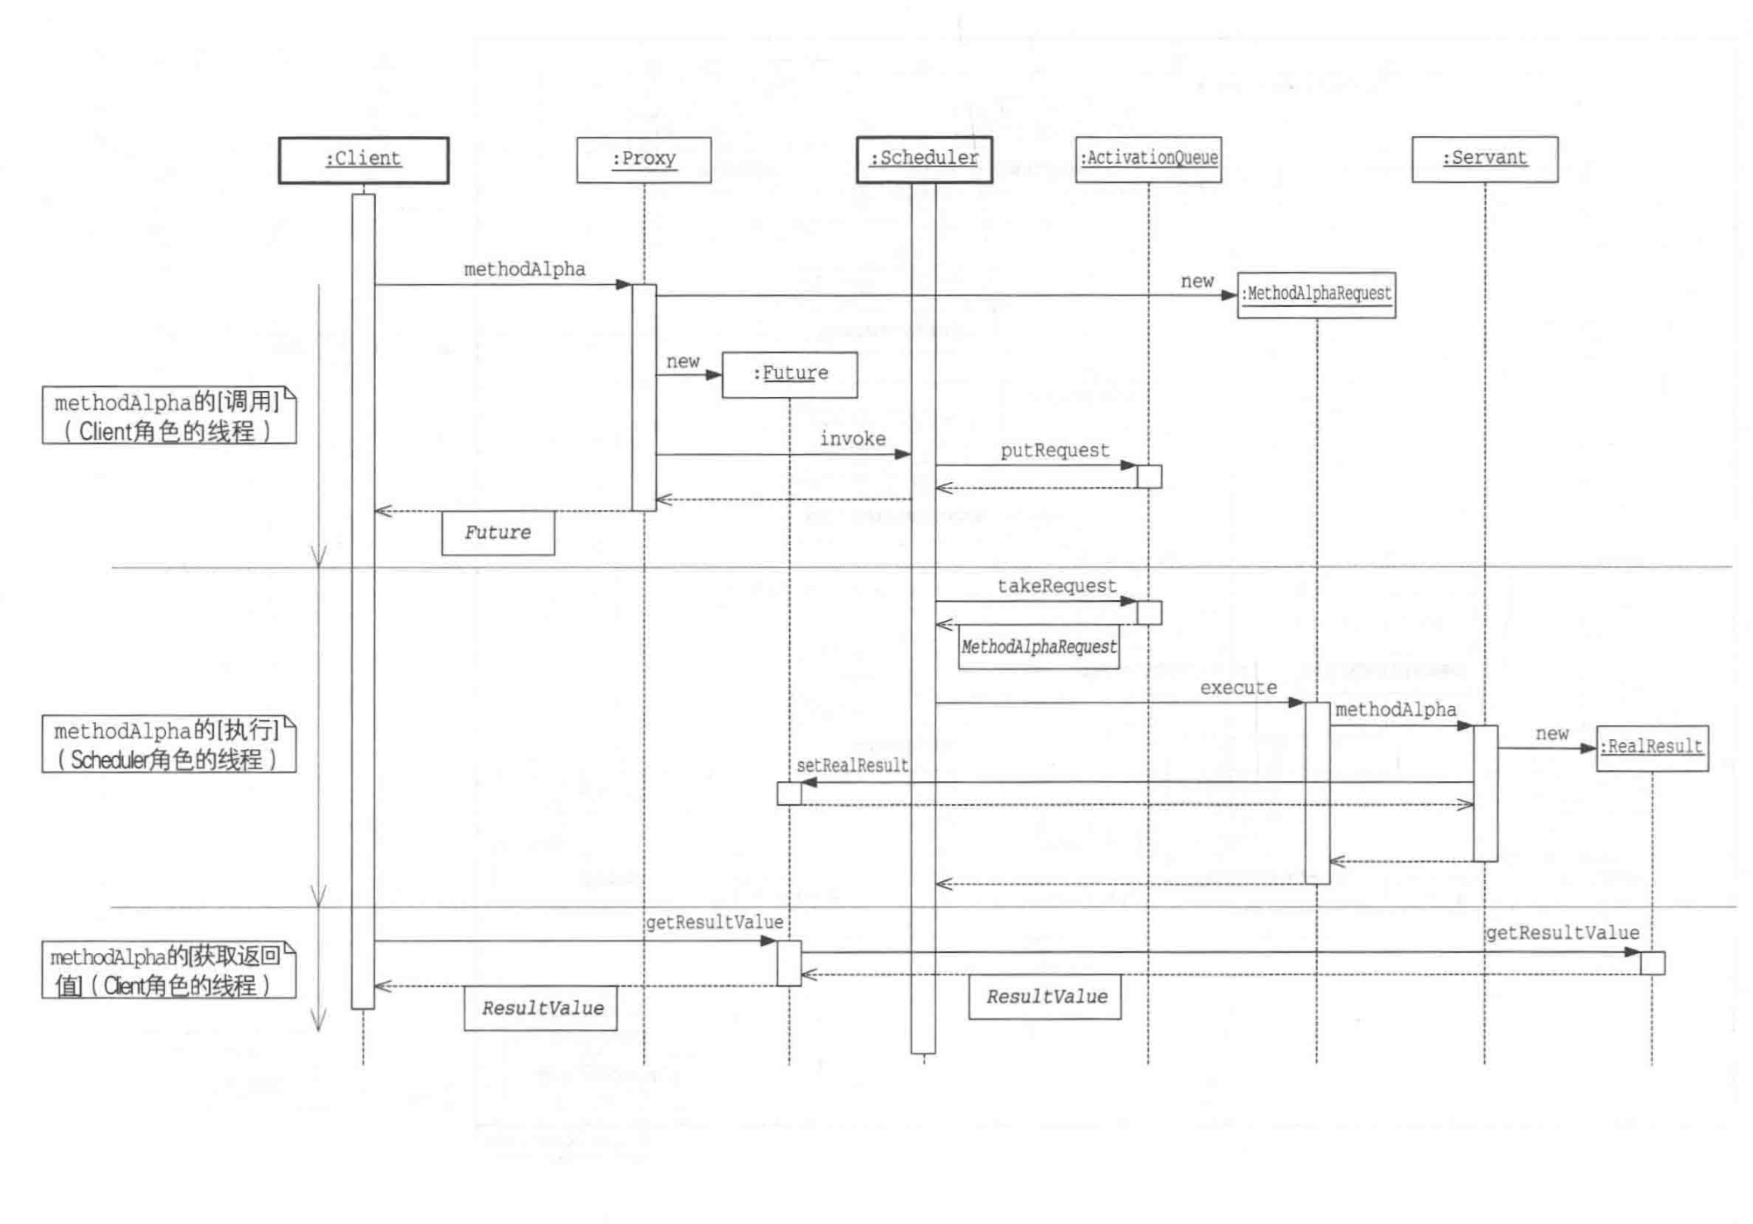 :Client
:Proxy
:Scheduler
:ActivationQueue
:Servant
methodAlpha
new
:MethodAlphaRequest
new
:Future
methodAlpha的[调用]
（Client角色的线程）
invoke
putRequest
Future
takeRequest
MethodAlphaRequest
execute
methodAlpha
methodAlpha的[执行]
（Scheduler角色的线程）
new
:RealResult
setRealResult
getResultValue
getResultValue
methodAlpha的[获取返回
值]（Client角色的线程）
ResultValue
ResultValue